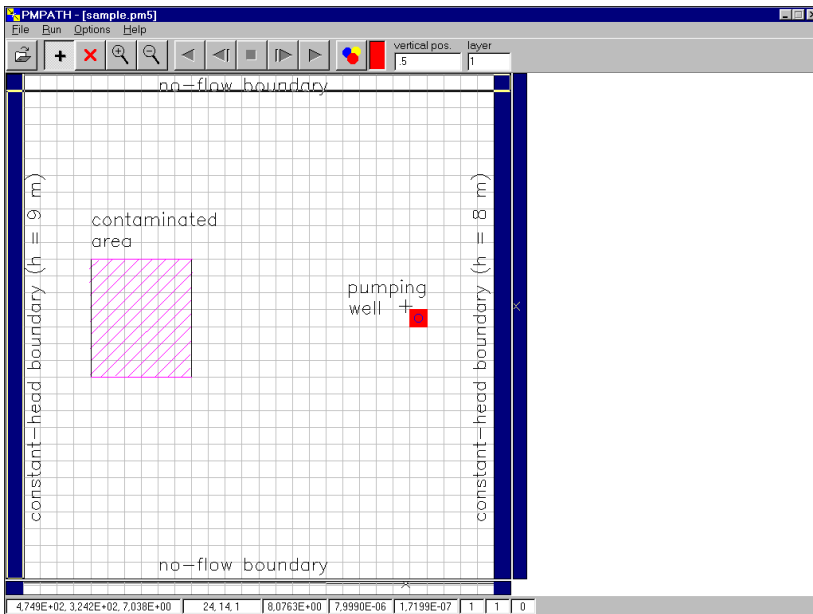 PMPATH - [sample.pm5]
File Run Options Help
vertical pos. layer
.5 1
no-flow boundary
constant-head boundary (h = 9 m)
contaminated
area
pumping
well
constant-head boundary (h = 8 m)
no-flow boundary
4,749E+02, 3,242E+02, 7,038E+00 24, 14, 1 8,0763E+00 7,9990E-06 1,7199E-07 1 1 0